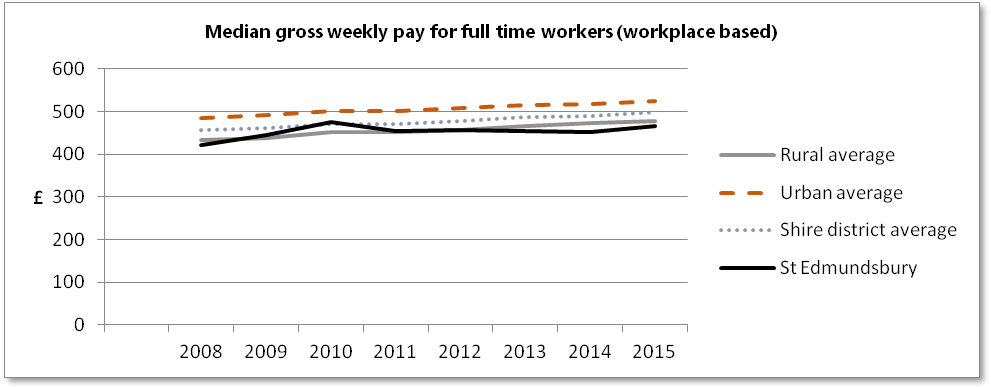 Median gross weekly pay for full time workers (workplace based)
600
500
400
300
200
100
0
£
2008 2009 2010 2011 2012 2013 2014 2015
Rural average
Urban average
Shire district average
St Edmundsbury